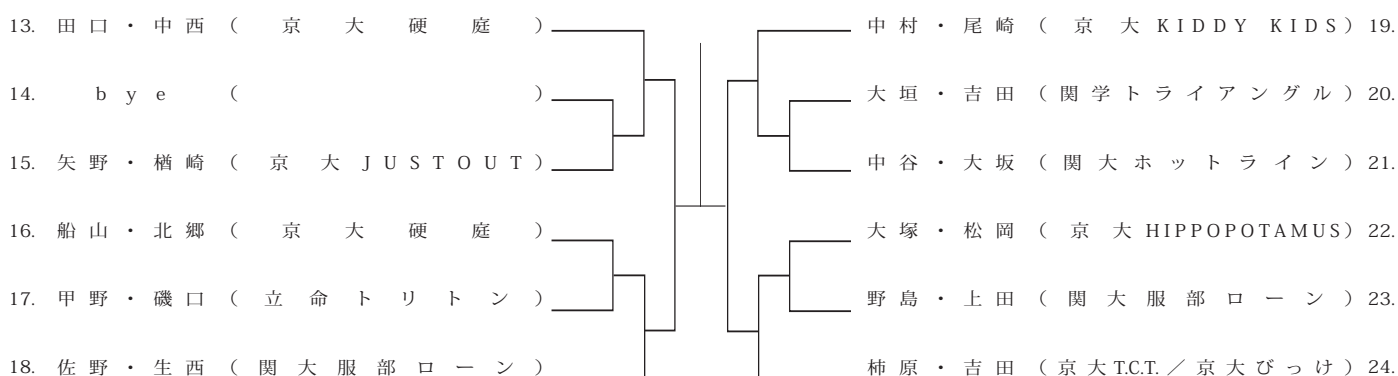 13. 田口・中西（京大硬庭）
14. bye（　）
15. 矢野・楢崎（京大JUSTOUT）
16. 船山・北郷（京大硬庭）
17. 甲野・磯口（立命トリトン）
18. 佐野・生西（関大服部ローン）
中村・尾崎（京大KIDDY KIDS）19.
大垣・吉田（関学トライアングル）20.
中谷・大坂（関大ホットライン）21.
大塚・松岡（京大HIPPOPOTAMUS）22.
野島・上田（関大服部ローン）23.
柿原・吉田（京大T.C.T.／京大びっけ）24.